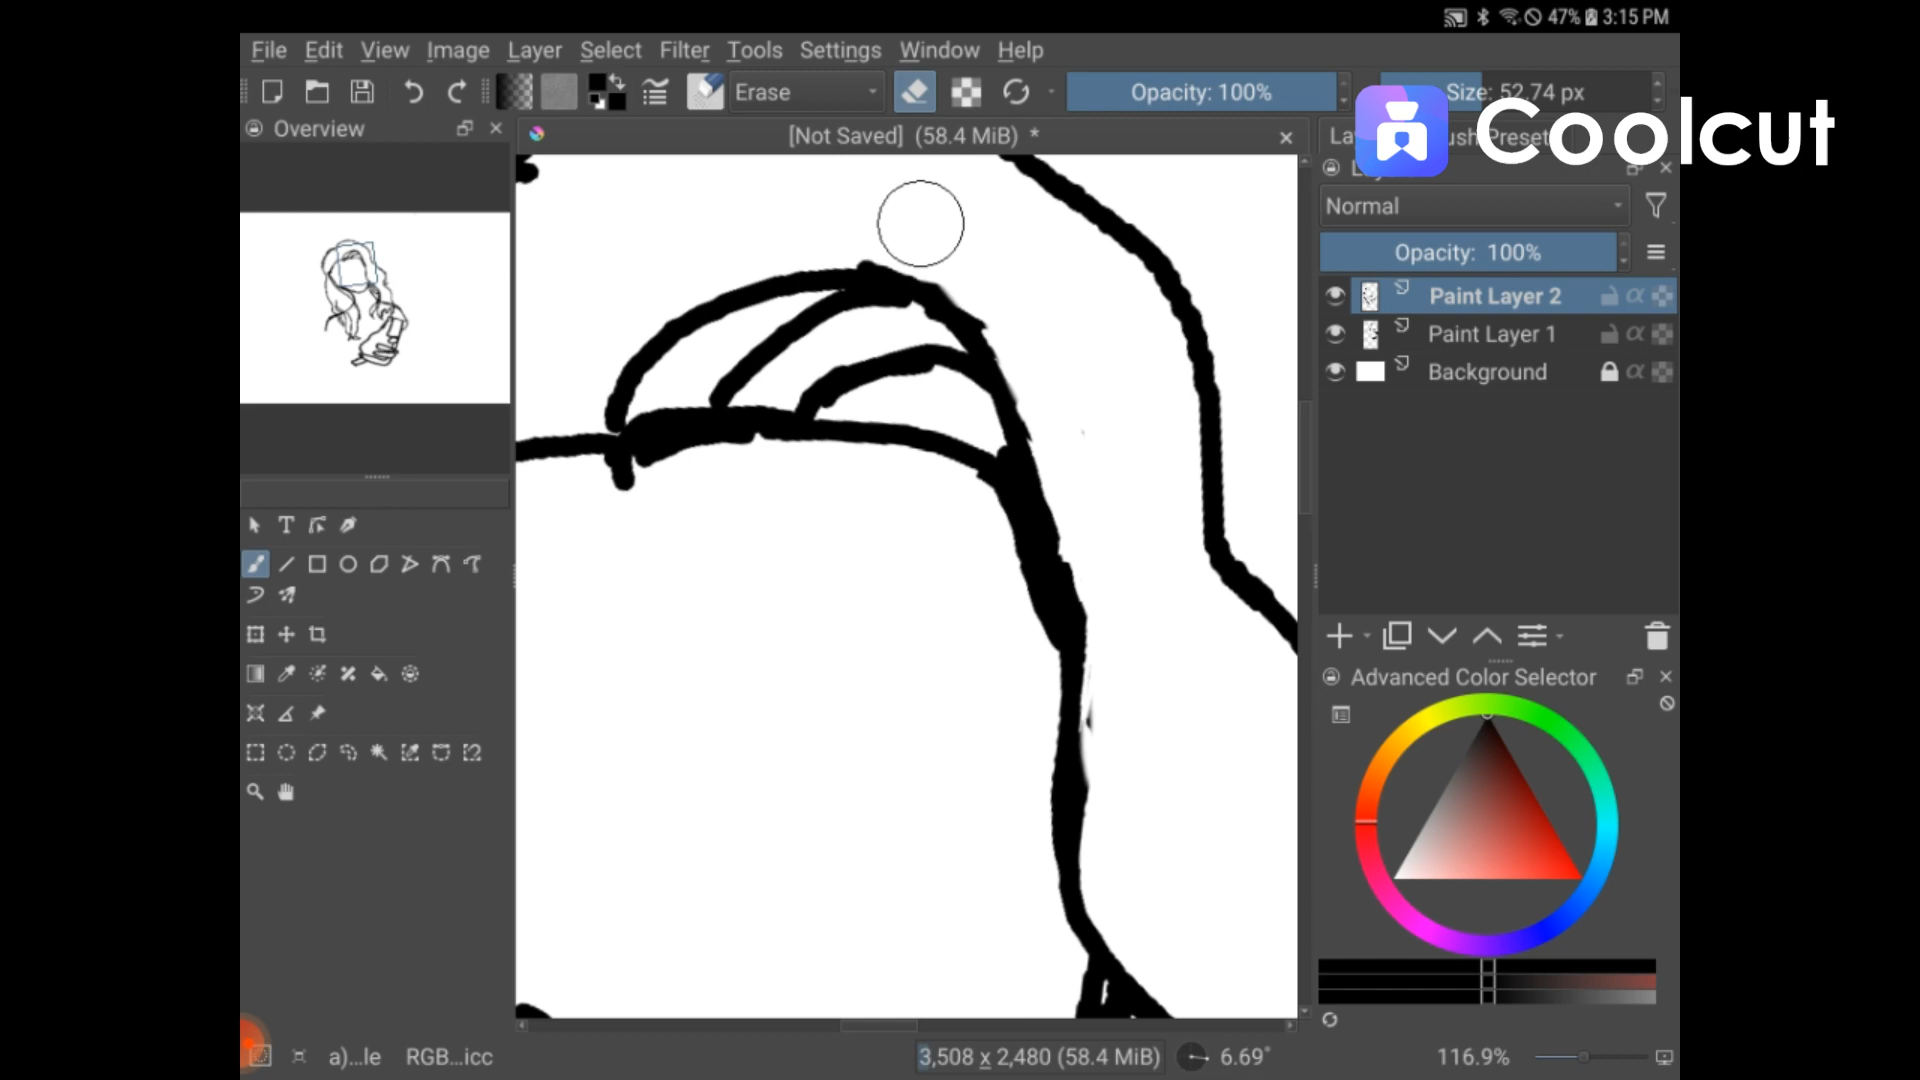 47% 3:15 PM
File Edit View Image Layer Select Filter Tools Settings Window Help
Erase
Opacity: 100%
Size: 52.74 px
Coolcut
Overview
[Not Saved] (58.4 MiB) *
Normal
Opacity: 100%
Paint Layer 2
Paint Layer 1
Background
Advanced Color Selector
a)...le RGB...icc
3,508 x 2,480 (58.4 MiB)
6.69°
116.9%